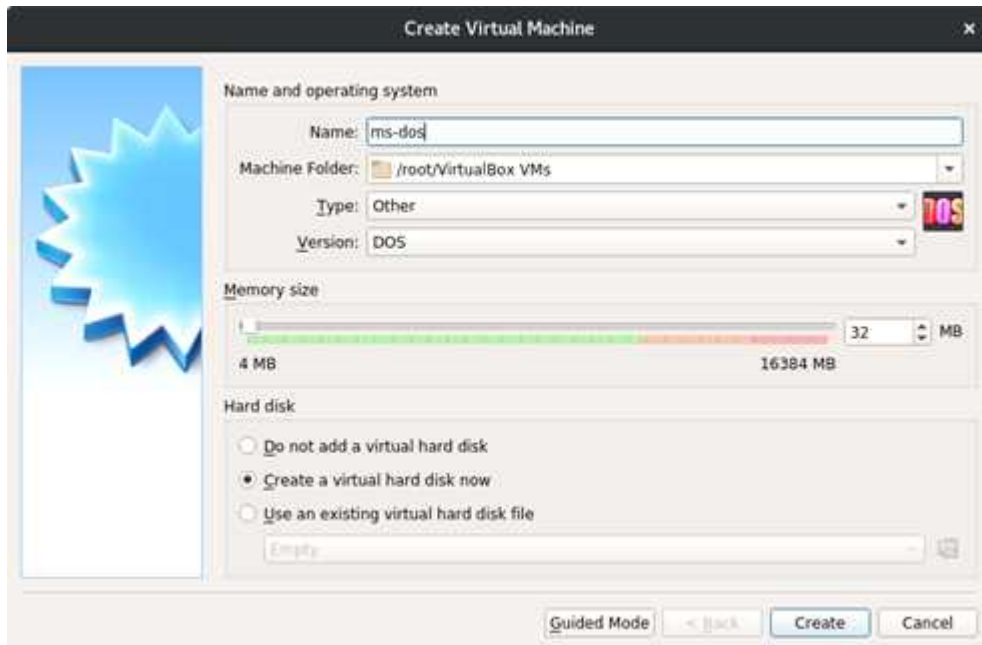 Create Virtual Machine
Name and operating system
Name: ms-dos
Machine Folder: /root/VirtualBox VMs
Type: Other
DOS
Version: DOS
Memory size
32 MB
4 MB 16384 MB
Hard disk
Do not add a virtual hard disk
Create a virtual hard disk now
Use an existing virtual hard disk file
Empty
Guided Mode < Back Create Cancel